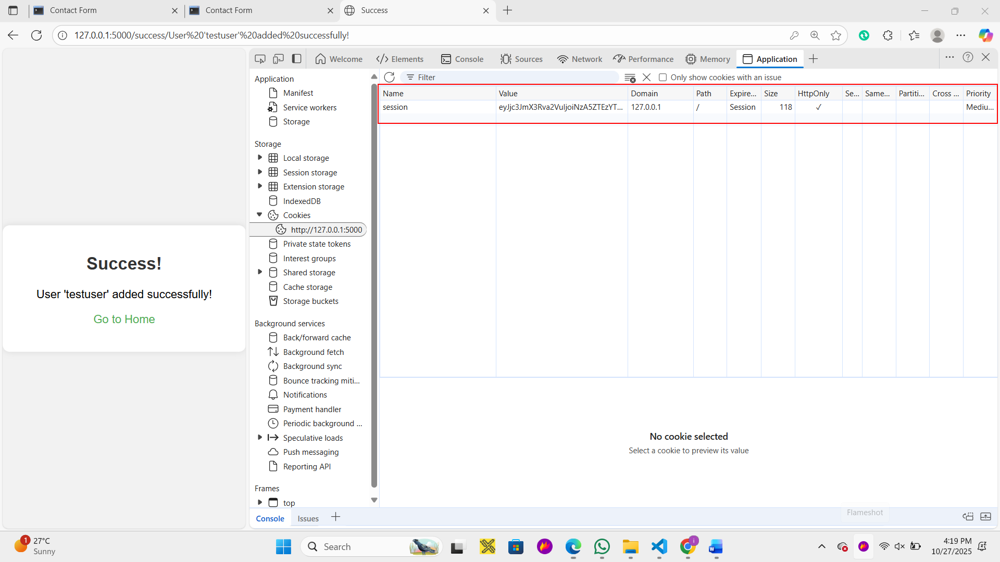 Contact Form
Contact Form
Success
127.0.0.1:5000/success/User%20'testuser'%20added%20successfully!
Welcome
Elements
Console
Sources
Network
Performance
Memory
Application
Success!
User 'testuser' added successfully!
Go to Home
Application
Manifest
Service workers
Storage
Storage
Local storage
Session storage
Extension storage
IndexedDB
Cookies
http://127.0.0.1:5000
Private state tokens
Interest groups
Shared storage
Cache storage
Storage buckets
Background services
Back/forward cache
Background fetch
Background sync
Bounce tracking miti...
Notifications
Payment handler
Periodic background ...
Speculative loads
Push messaging
Reporting API
Frames
top
Filter
Only show cookies with an issue
Name Value Domain Path Expire... Size HttpOnly Se... Same... Partiti... Cross ... Priority
session eyJjc3JmX3Rva2VuIjoiNzA5ZTEzYT... 127.0.0.1 / Session 118 ✓ Mediu...
No cookie selected
Select a cookie to preview its value
Flameshot
Console
Issues
1
27°C
Sunny
Search
i
4:19 PM
10/27/2025